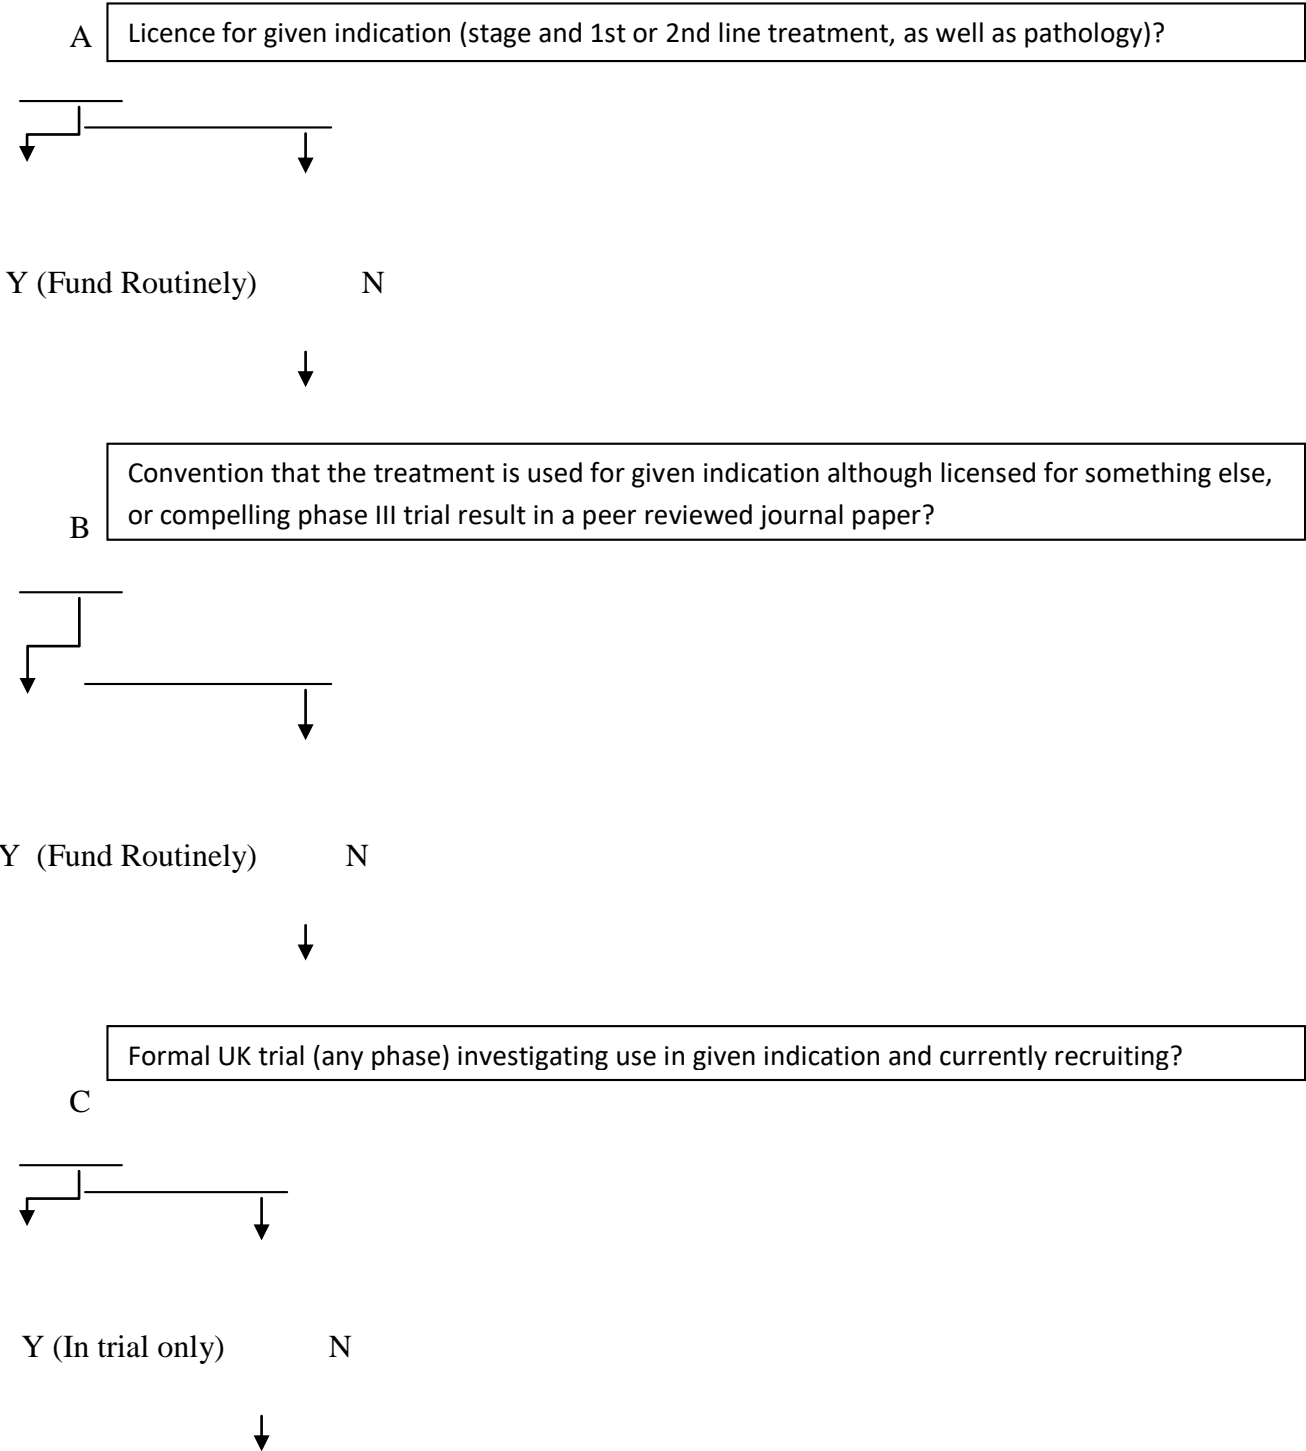 A
Licence for given indication (stage and 1st or 2nd line treatment, as well as pathology)?
Y (Fund Routinely) N
Convention that the treatment is used for given indication although licensed for something else,
or compelling phase III trial result in a peer reviewed journal paper?
B
Y (Fund Routinely) N
Formal UK trial (any phase) investigating use in given indication and currently recruiting?
C
Y (In trial only) N